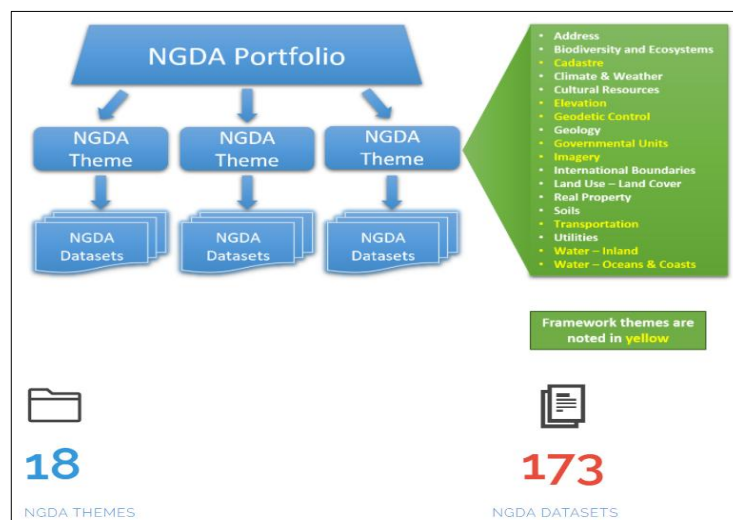 NGDA Portfolio
NGDA
Theme
NGDA
Theme
NGDA
Theme
NGDA
Datasets
NGDA
Datasets
NGDA
Datasets
• Address
• Biodiversity and Ecosystems
• Cadastre
• Climate & Weather
• Cultural Resources
• Elevation
• Geodetic Control
• Geology
• Governmental Units
• Imagery
• International Boundaries
• Land Use – Land Cover
• Real Property
• Soils
• Transportation
• Utilities
• Water – Inland
• Water – Oceans & Coasts
Framework themes are
noted in yellow
18
NGDA THEMES
173
NGDA DATASETS